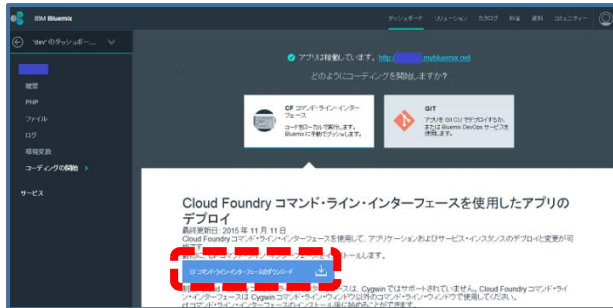 IBM Bluemix
ダッシュボード ソリューション カタログ 料金 資料 コミュニティー
'dev' のダッシュボー...
アプリは稼働しています。 http:/ mybluemix.net
どのようにコーディングを開始しますか?
概要
PHP
ファイル
ログ
環境変数
コーディングの開始 >
サービス
CF コマンド・ライン・インターフェース
コードをローカルで実行します。
Bluemix に手動でプッシュします。
GIT
アプリを Git CLI でデプロイするか、
または Bluemix DevOps サービスを
使用します。
Cloud Foundry コマンド・ライン・インターフェースを使用したアプリの
デプロイ
最終更新日: 2015 年 11 月 11 日
Cloud Foundry コマンド・ライン・インターフェースを使用して、アプリケーションおよびサービス・インスタンスのデプロイと変更が可
能です。
CF コマンド・ライン・インターフェースのダウンロード
は、Cygwin ではサポートされていません。Cloud Foundry コマンド・ライ
ン・インターフェースは Cygwin コマンド・ライン・ウィンドウ以外のコマンド・ライン・ウィンドウで使用してください。